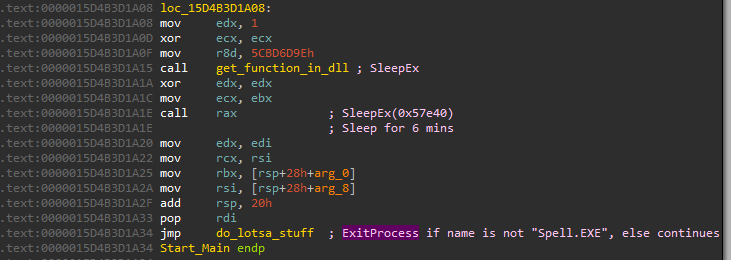 .text:0000015D4B3D1A08 loc_15D4B3D1A08:
.text:0000015D4B3D1A08 mov edx, 1
.text:0000015D4B3D1A0D xor ecx, ecx
.text:0000015D4B3D1A0F mov r8d, 5CBD6D9Eh
.text:0000015D4B3D1A15 call get_function_in_dll ; SleepEx
.text:0000015D4B3D1A1A xor edx, edx
.text:0000015D4B3D1A1C mov ecx, ebx
.text:0000015D4B3D1A1E call rax ; SleepEx(0x57e40)
.text:0000015D4B3D1A1E ; Sleep for 6 mins
.text:0000015D4B3D1A20 mov edx, edi
.text:0000015D4B3D1A22 mov rcx, rsi
.text:0000015D4B3D1A25 mov rbx, [rsp+28h+arg_0]
.text:0000015D4B3D1A2A mov rsi, [rsp+28h+arg_8]
.text:0000015D4B3D1A2F add rsp, 20h
.text:0000015D4B3D1A33 pop rdi
.text:0000015D4B3D1A34 jmp do_lotsa_stuff ; ExitProcess if name is not "Spell.EXE", else continues
.text:0000015D4B3D1A34 Start_Main endp